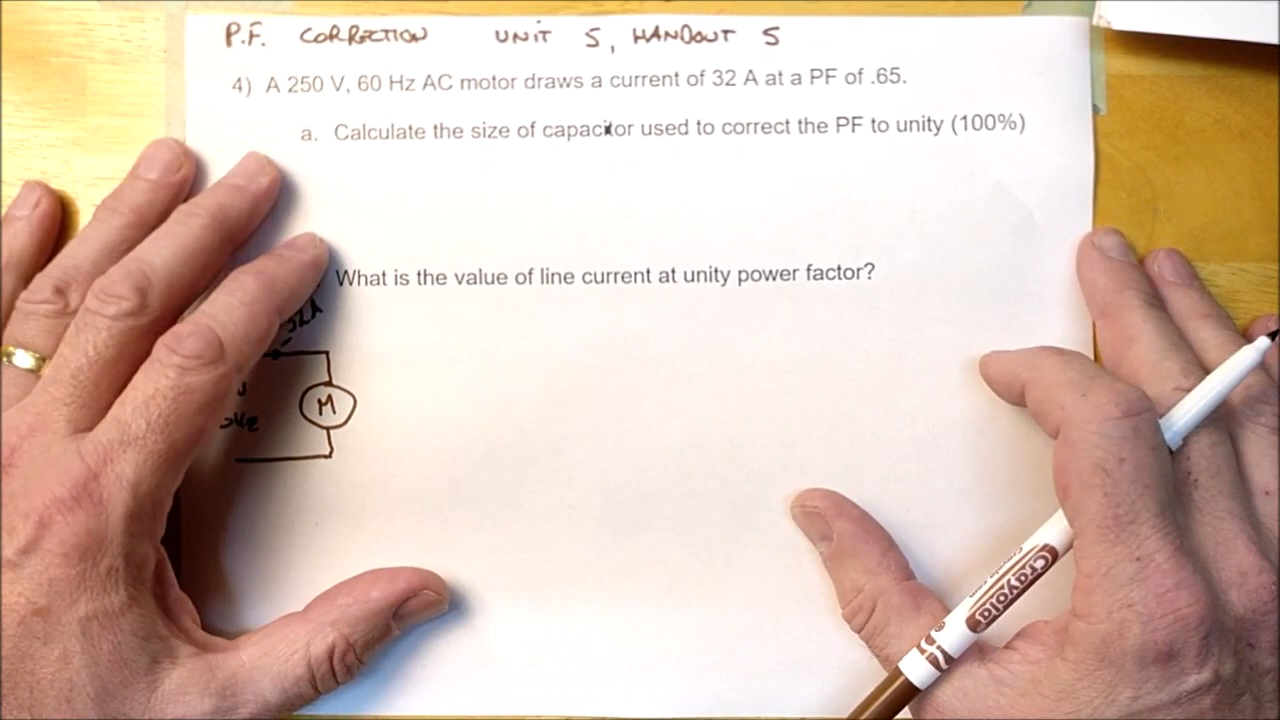 P.F. CORRECTION UNIT 5, HANDOUT 5
4) A 250 V, 60 Hz AC motor draws a current of 32 A at a PF of .65.
a. Calculate the size of capacitor used to correct the PF to unity (100%)
What is the value of line current at unity power factor?
32A
M
Crayola